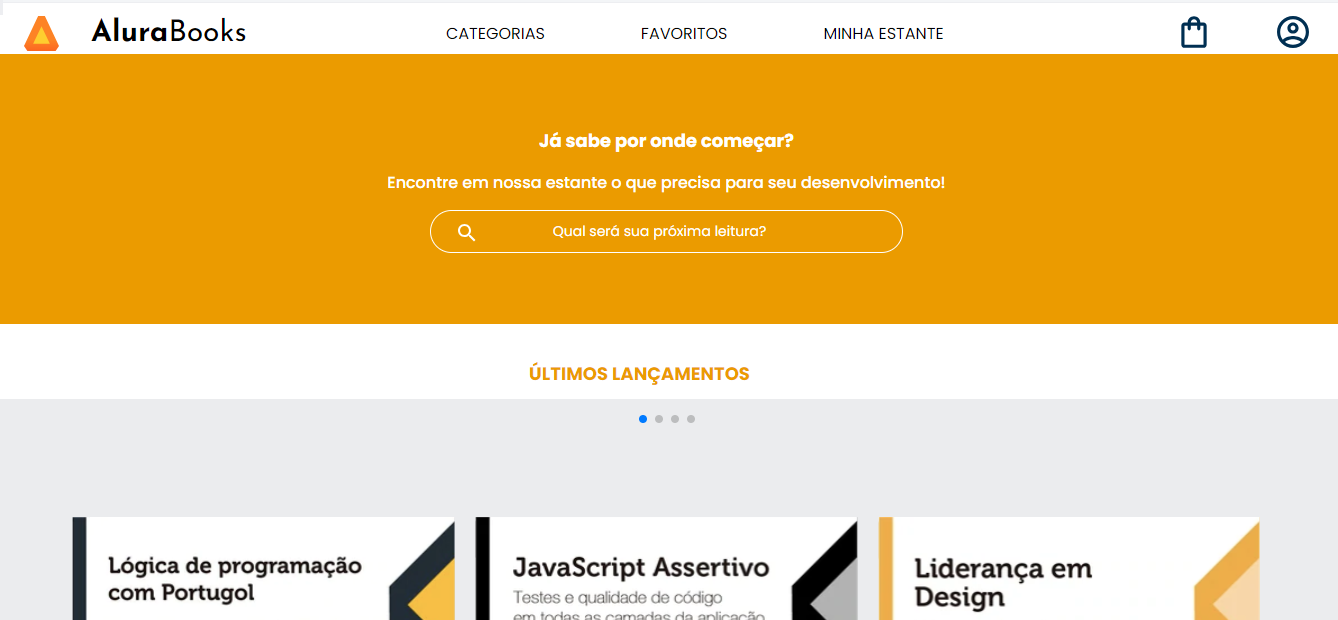 AluraBooks
CATEGORIAS
FAVORITOS
MINHA ESTANTE
Já sabe por onde começar?
Encontre em nossa estante o que precisa para seu desenvolvimento!
Qual será sua próxima leitura?
ÚLTIMOS LANÇAMENTOS
Lógica de programação
com Portugol
JavaScript Assertivo
Testes e qualidade de código
em todas as camadas da aplicação
Liderança em
Design